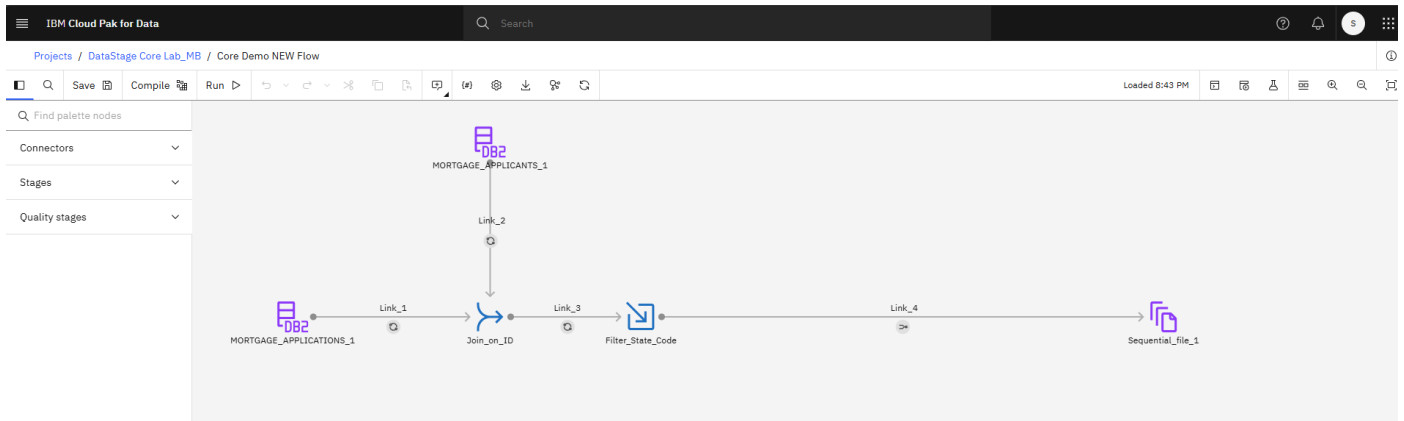 IBM Cloud Pak for Data
Search
S
Projects / DataStage Core Lab_MB / Core Demo NEW Flow
Save
Compile
Run
{#}
Loaded 8:43 PM
Find palette nodes
Connectors
Stages
Quality stages
DB2
MORTGAGE_APPLICANTS_1
Link_2
Link_1
Link_3
Link_4
DB2
MORTGAGE_APPLICATIONS_1
Join_on_ID
Filter_State_Code
Sequential_file_1